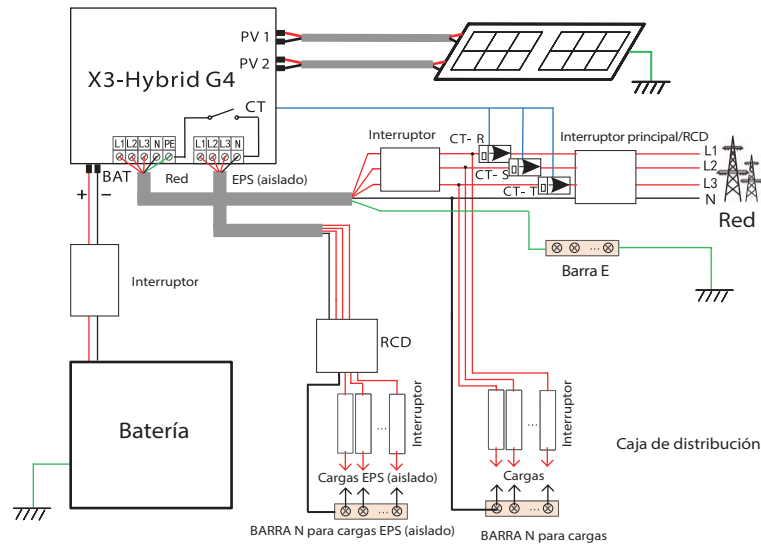 PV 1
PV 2
X3-Hybrid G4
CT
L1 L2 L3 N PE
L1 L2 L3 N
BAT
Red
EPS (aislado)
+
–
Interruptor
CT- R
CT- S
CT- T
Interruptor principal/RCD
L1
L2
L3
N
Red
Barra E
Interruptor
RCD
Batería
...
Interruptor
...
Interruptor
Caja de distribución
Cargas EPS (aislado)
Cargas
...
...
BARRA N para cargas EPS (aislado)
BARRA N para cargas